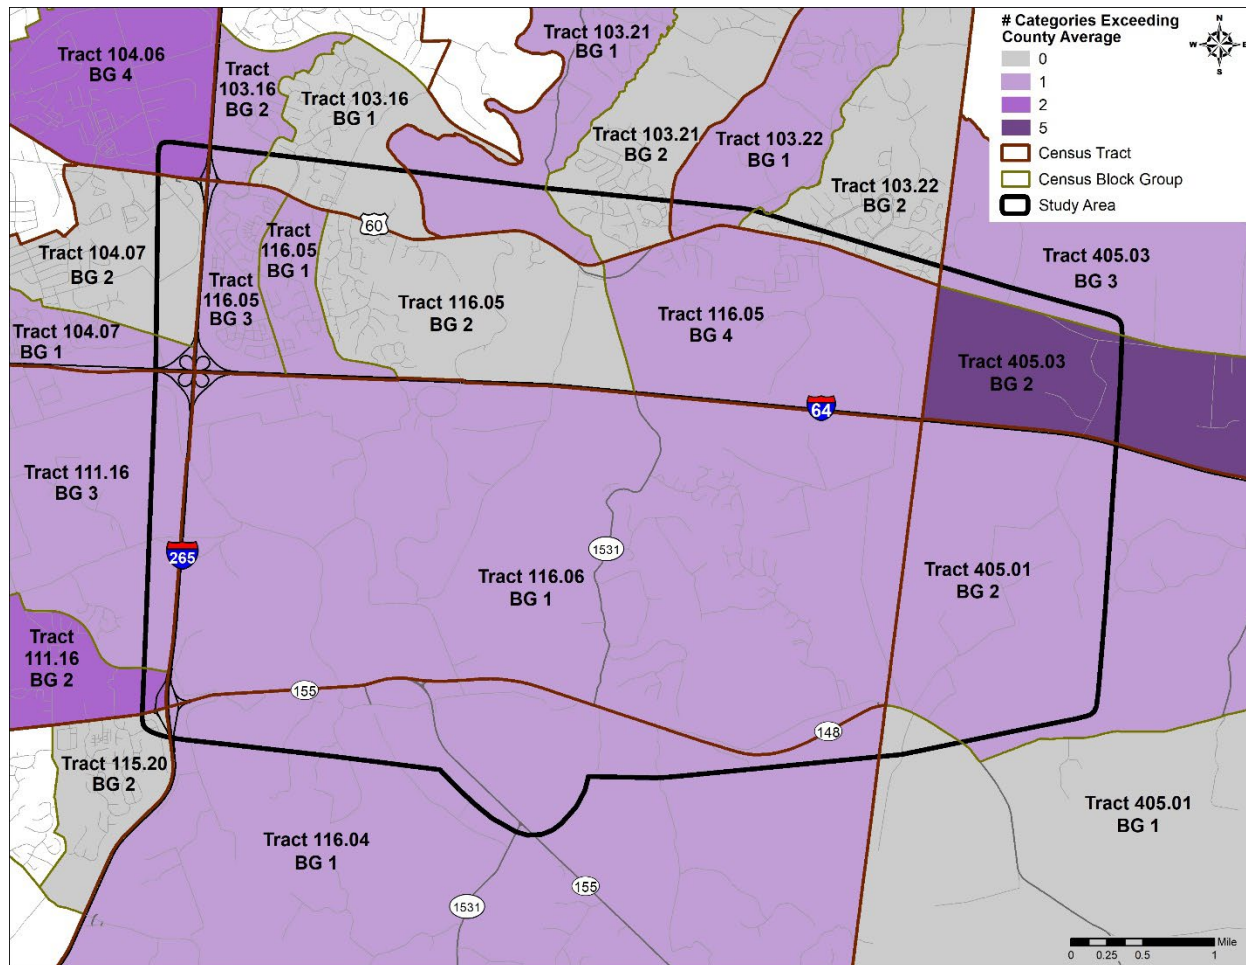 Tract 104.06
BG 4
Tract
103.16
BG 2
Tract 103.16
BG 1
Tract 103.21
BG 1
Tract 103.21
BG 2
Tract 103.22
BG 1
Tract 103.22
BG 2
# Categories Exceeding
County Average
0
1
2
5
Census Tract
Census Block Group
Study Area
N
W
E
S
Tract 104.07
BG 2
Tract
116.05
BG 1
60
Tract
116.05
BG 3
Tract 116.05
BG 2
Tract 116.05
BG 4
Tract 405.03
BG 3
Tract 104.07
BG 1
Tract 405.03
BG 2
64
Tract 111.16
BG 3
265
1531
Tract 116.06
BG 1
Tract 405.01
BG 2
Tract
111.16
BG 2
155
148
Tract 115.20
BG 2
Tract 116.04
BG 1
Tract 405.01
BG 1
155
1531
Mile
0 0.25 0.5 1